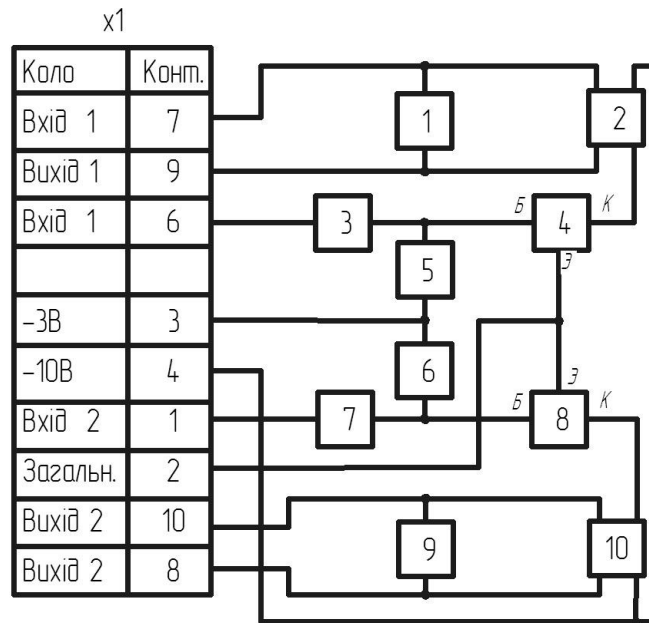 x1
Коло Конт.
Вхід 1 7
Вихід 1 9
Вхід 1 6
-3В 3
-10В 4
Вхід 2 1
Загальн. 2
Вихід 2 10
Вихід 2 8
1
2
3
Б 4 К
Э
5
6
Э
7
Б 8 К
9
10